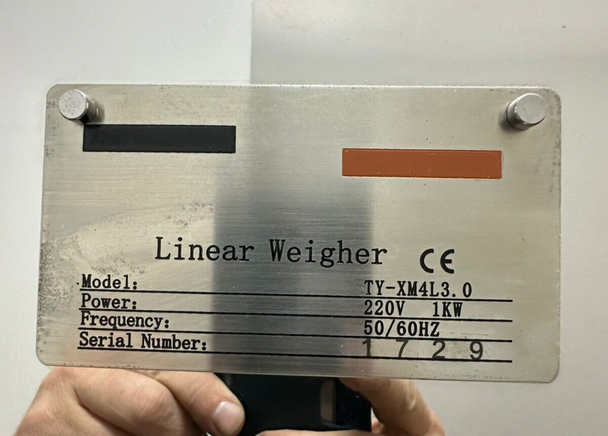 Linear Weigher CE
Model: TY-XM4L3.0
Power: 220V 1KW
Frequency: 50/60HZ
Serial Number: 1729